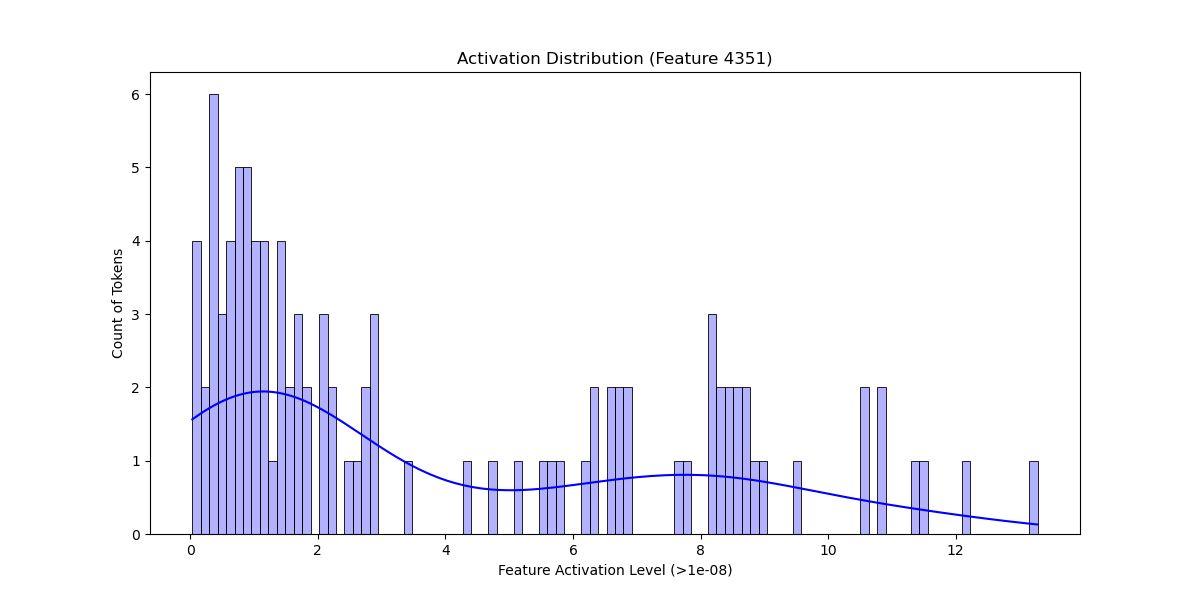 Activation Distribution (Feature 4351)
6
5
4
3
2
1
0
Count of Tokens
0 2 4 6 8 10 12
Feature Activation Level (>1e-08)